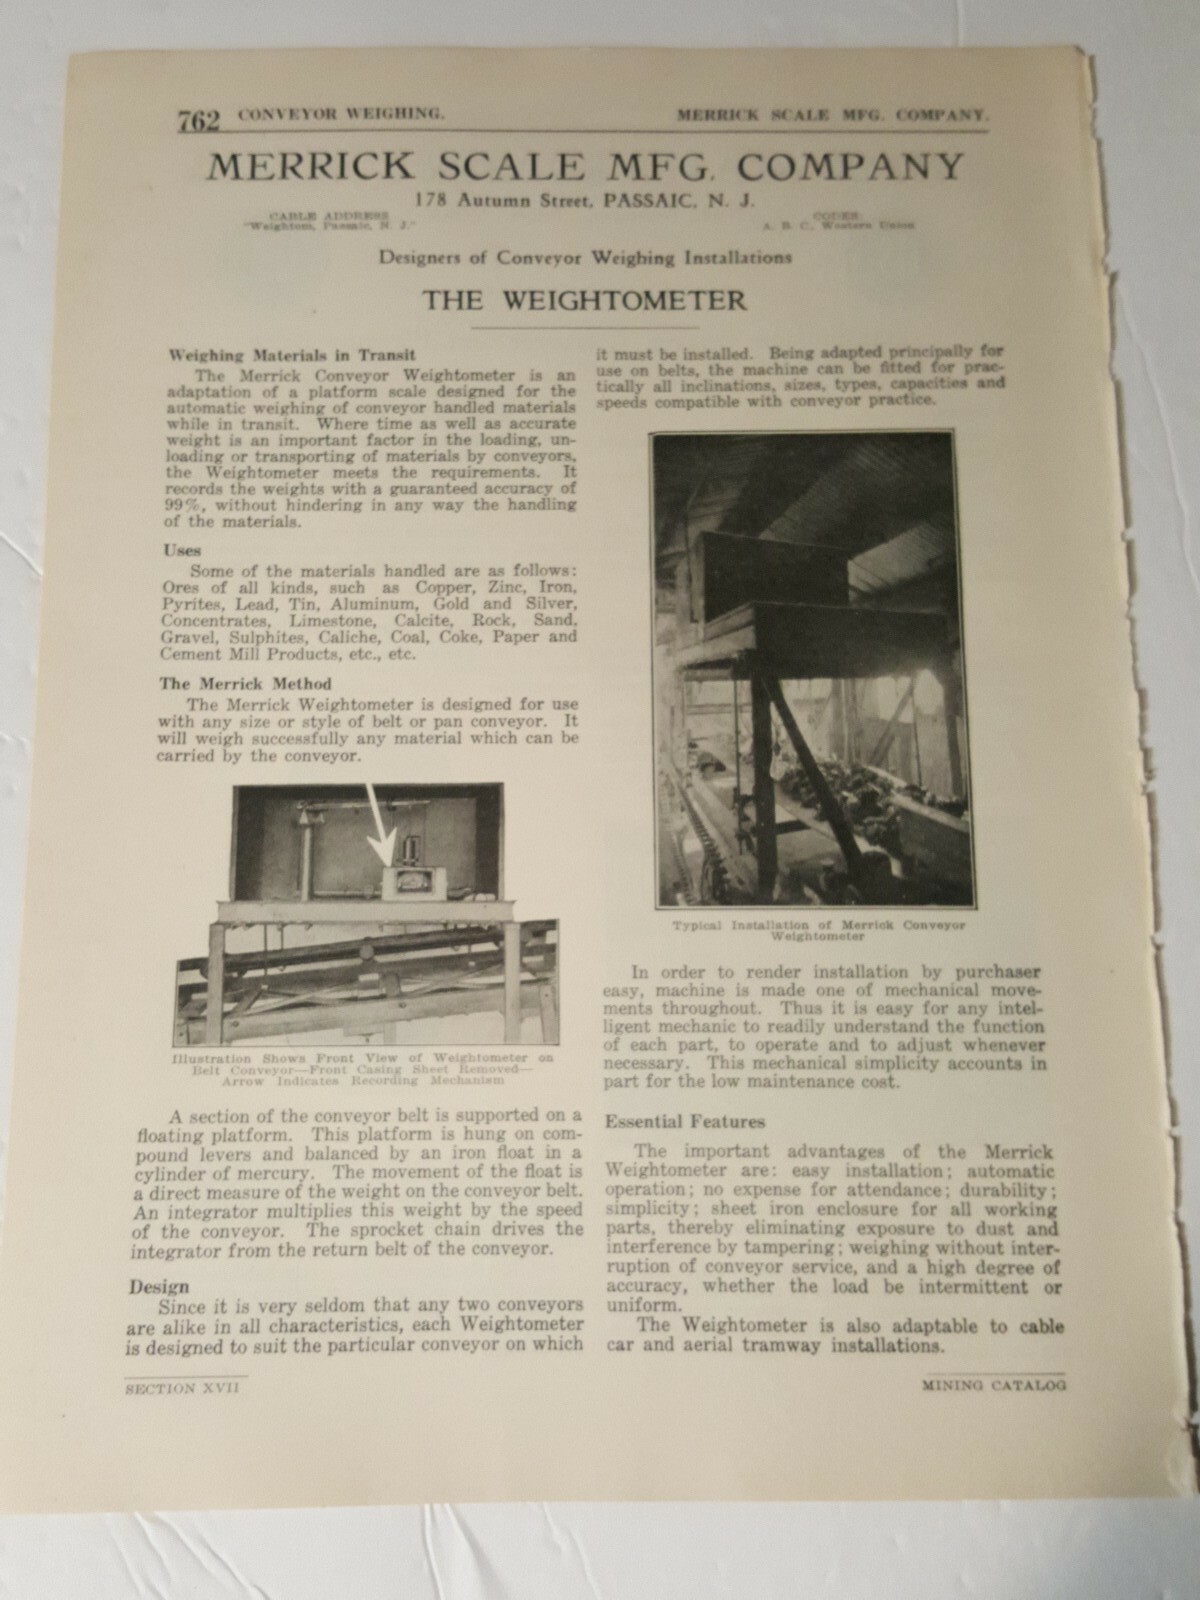 762 CONVEYOR WEIGHING. MERRICK SCALE MFG. COMPANY.
MERRICK SCALE MFG. COMPANY
178 Autumn Street, PASSAIC, N. J.
CABLE ADDRESS
"Weightom, Passaic, N. J."
CODES:
A. B. C., Western Union
Designers of Conveyor Weighing Installations
THE WEIGHTOMETER
Weighing Materials in Transit
The Merrick Conveyor Weightometer is an
adaptation of a platform scale designed for the
automatic weighing of conveyor handled materials
while in transit. Where time as well as accurate
weight is an important factor in the loading, un-
loading or transporting of materials by conveyors,
the Weightometer meets the requirements. It
records the weights with a guaranteed accuracy of
99%, without hindering in any way the handling
of the materials.
Uses
Some of the materials handled are as follows:
Ores of all kinds, such as Copper, Zinc, Iron,
Pyrites, Lead, Tin, Aluminum, Gold and Silver,
Concentrates, Limestone, Calcite, Rock, Sand,
Gravel, Sulphites, Caliche, Coal, Coke, Paper and
Cement Mill Products, etc., etc.
The Merrick Method
The Merrick Weightometer is designed for use
with any size or style of belt or pan conveyor. It
will weigh successfully any material which can be
carried by the conveyor.
Illustration Shows Front View of Weightometer on
Belt Conveyor—Front Casing Sheet Removed—
Arrow Indicates Recording Mechanism
A section of the conveyor belt is supported on a
floating platform. This platform is hung on com-
pound levers and balanced by an iron float in a
cylinder of mercury. The movement of the float is
a direct measure of the weight on the conveyor belt.
An integrator multiplies this weight by the speed
of the conveyor. The sprocket chain drives the
integrator from the return belt of the conveyor.
Design
Since it is very seldom that any two conveyors
are alike in all characteristics, each Weightometer
is designed to suit the particular conveyor on which
it must be installed. Being adapted principally for
use on belts, the machine can be fitted for prac-
tically all inclinations, sizes, types, capacities and
speeds compatible with conveyor practice.
Typical Installation of Merrick Conveyor
Weightometer
In order to render installation by purchaser
easy, machine is made one of mechanical move-
ments throughout. Thus it is easy for any intel-
ligent mechanic to readily understand the function
of each part, to operate and to adjust whenever
necessary. This mechanical simplicity accounts in
part for the low maintenance cost.
Essential Features
The important advantages of the Merrick
Weightometer are: easy installation; automatic
operation; no expense for attendance; durability;
simplicity; sheet iron enclosure for all working
parts, thereby eliminating exposure to dust and
interference by tampering; weighing without inter-
ruption of conveyor service, and a high degree of
accuracy, whether the load be intermittent or
uniform.
The Weightometer is also adaptable to cable
car and aerial tramway installations.
SECTION XVII
MINING CATALOG